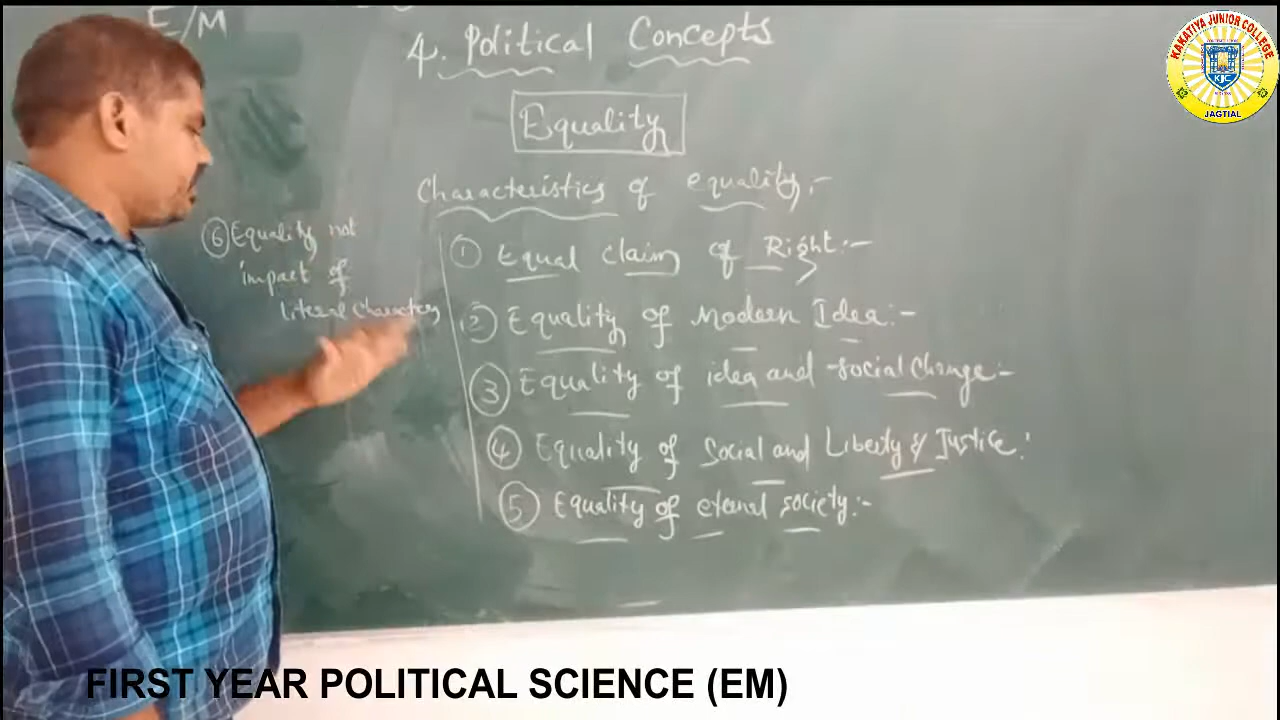 E/M
4. Political Concepts
Equality
Characteristics of equality:-
① Equal claim of Right:-
② Equality of Modern Idea:-
③ Equality of idea and social change:-
④ Equality of Social and Liberty & Justice:
⑤ Equality of eternal society:-
⑥ Equality not
impact of
Literal Characters
KAKATIYA JUNIOR COLLEGE
KJC
JAGTIAL
FIRST YEAR POLITICAL SCIENCE (EM)